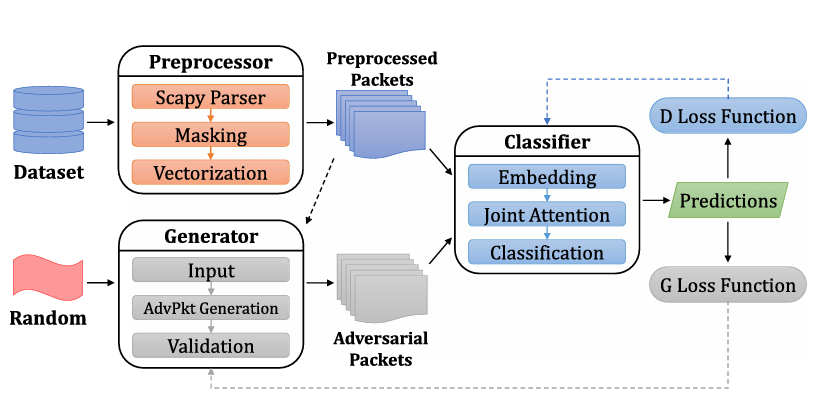 Preprocessor
Scapy Parser
Masking
Vectorization
Dataset
Preprocessed
Packets
Classifier
Embedding
Joint Attention
Classification
D Loss Function
Predictions
G Loss Function
Generator
Input
AdvPkt Generation
Validation
Random
Adversarial
Packets